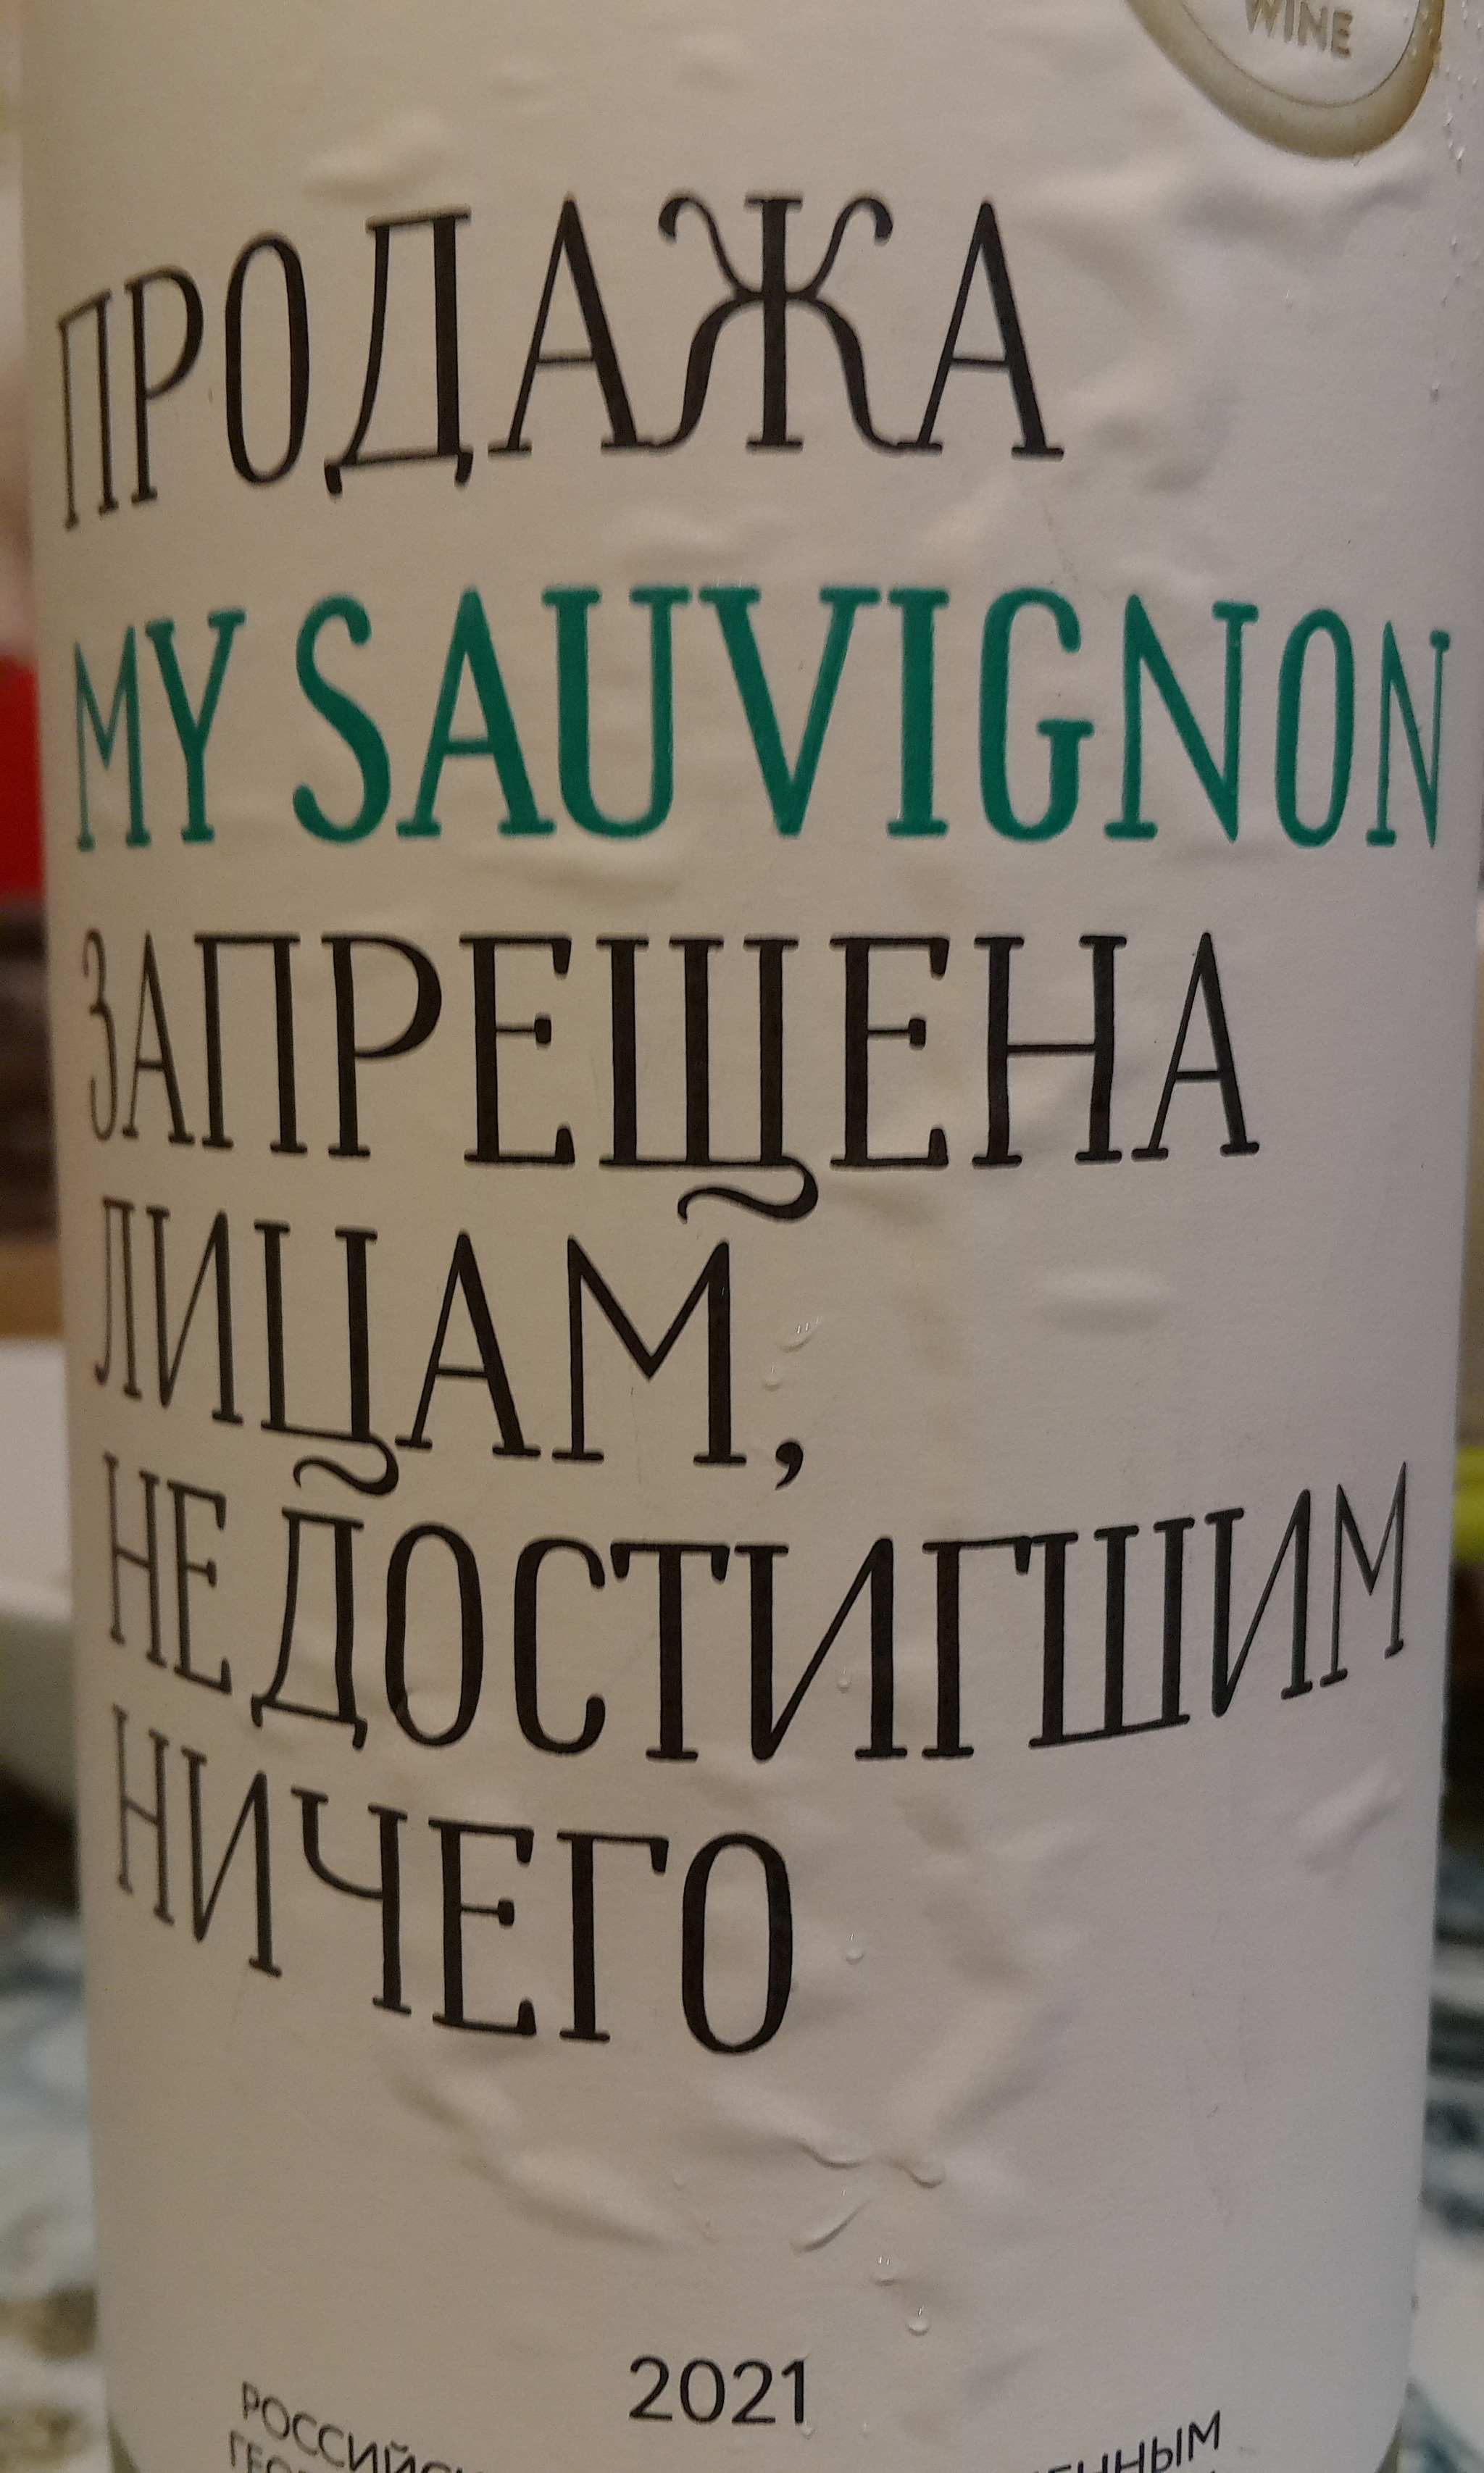 WINE
ПРОДАЖА
MY SAUVIGNON
ЗАПРЕЩЕНА
ЛИЦАМ,
НЕ ДОСТИГШИМ
НИЧЕГО
2021